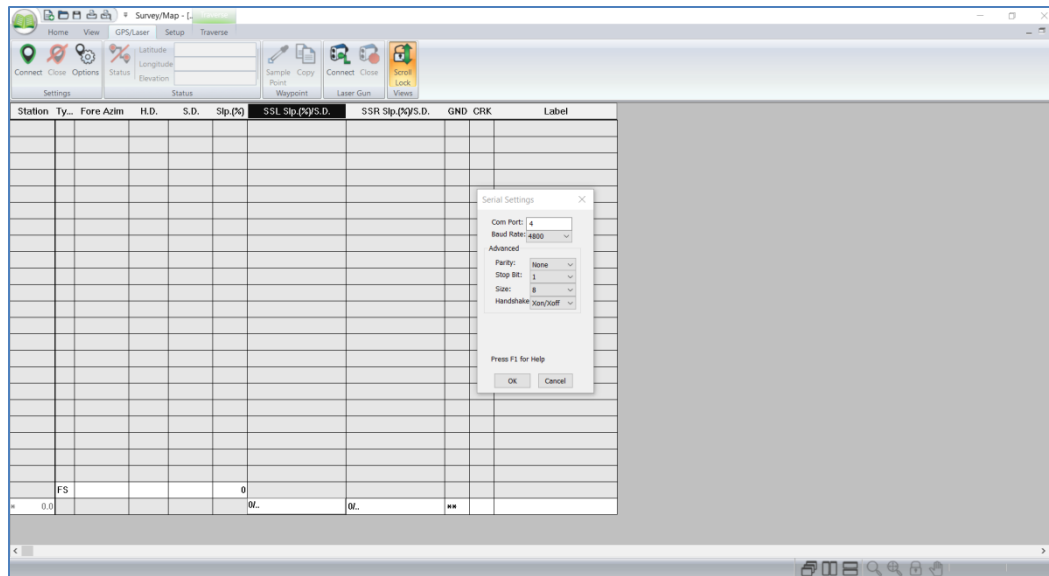 Survey/Map - [..
Traverse
Home View GPS/Laser Setup Traverse
Connect Close Options Status
Latitude
Longitude
Elevation
Sample Point Copy
Connect Close
Scroll Lock
Settings Status Waypoint Laser Gun Views
Station Ty... Fore Azim H.D. S.D. Slp.(%) SSL Slp.(%)/S.D. SSR Slp.(%)/S.D. GND CRK Label
Serial Settings
Com Port: 4
Baud Rate: 4800
Advanced
Parity: None
Stop Bit: 1
Size: 8
Handshake Xon/Xoff
Press F1 for Help
OK Cancel
FS 0
* 0.0 0/.. 0/.. **